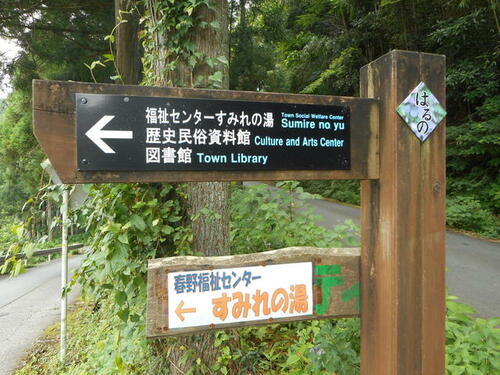 福祉センターすみれの湯 Town Social Welfare Center Sumire no yu
歴史民俗資料館 Culture and Arts Center
図書館 Town Library
はるの
春野福祉センター
すみれの湯